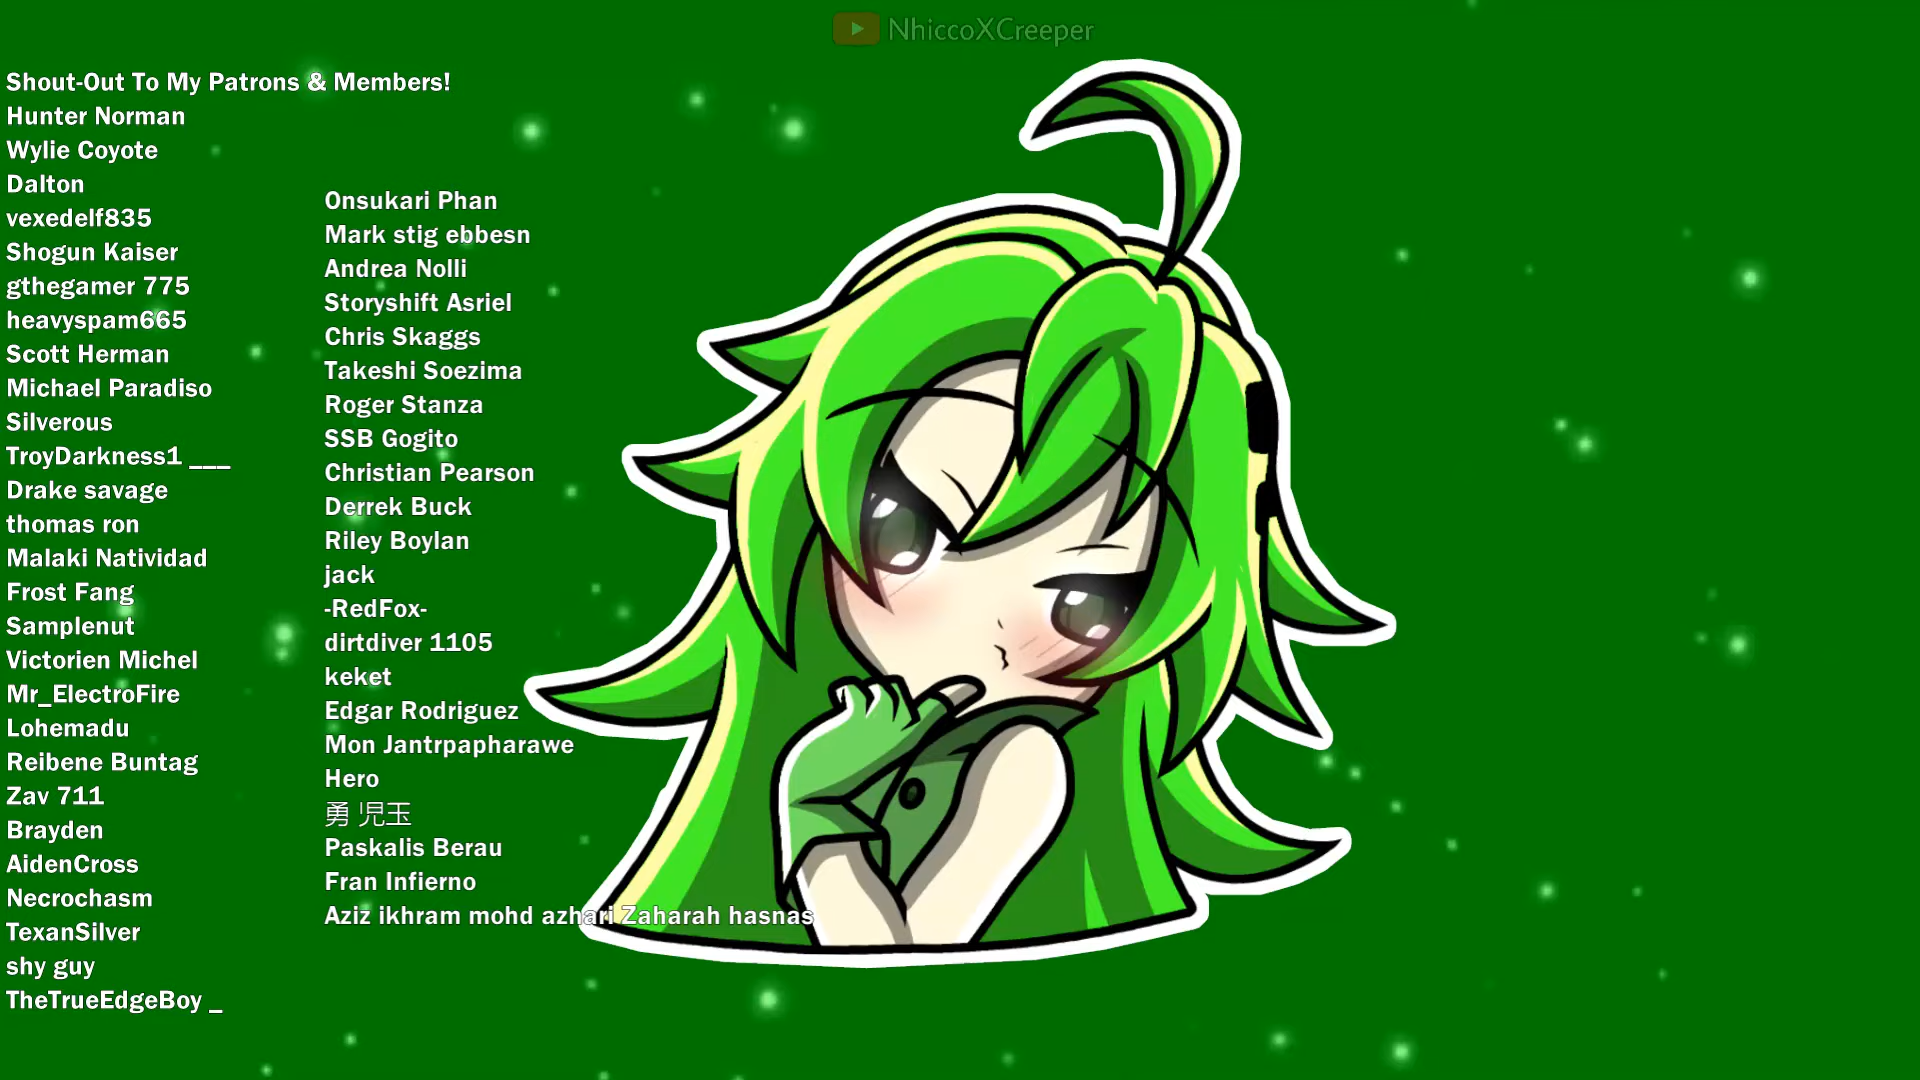 NhiccoXCreeper
Shout-Out To My Patrons & Members!
Hunter Norman
Wylie Coyote
Dalton
vexedelf835
Shogun Kaiser
gthegamer 775
heavyspam665
Scott Herman
Michael Paradiso
Silverous
TroyDarkness1 ___
Drake savage
thomas ron
Malaki Natividad
Frost Fang
Samplenut
Victorien Michel
Mr_ElectroFire
Lohemadu
Reibene Buntag
Zav 711
Brayden
AidenCross
Necrochasm
TexanSilver
shy guy
TheTrueEdgeBoy _
Onsukari Phan
Mark stig ebbesn
Andrea Nolli
Storyshift Asriel
Chris Skaggs
Takeshi Soezima
Roger Stanza
SSB Gogito
Christian Pearson
Derrek Buck
Riley Boylan
jack
-RedFox-
dirtdiver 1105
keket
Edgar Rodriguez
Mon Jantrpapharawe
Hero
勇 児玉
Paskalis Berau
Fran Infierno
Aziz ikhram mohd azhari Zaharah hasnas